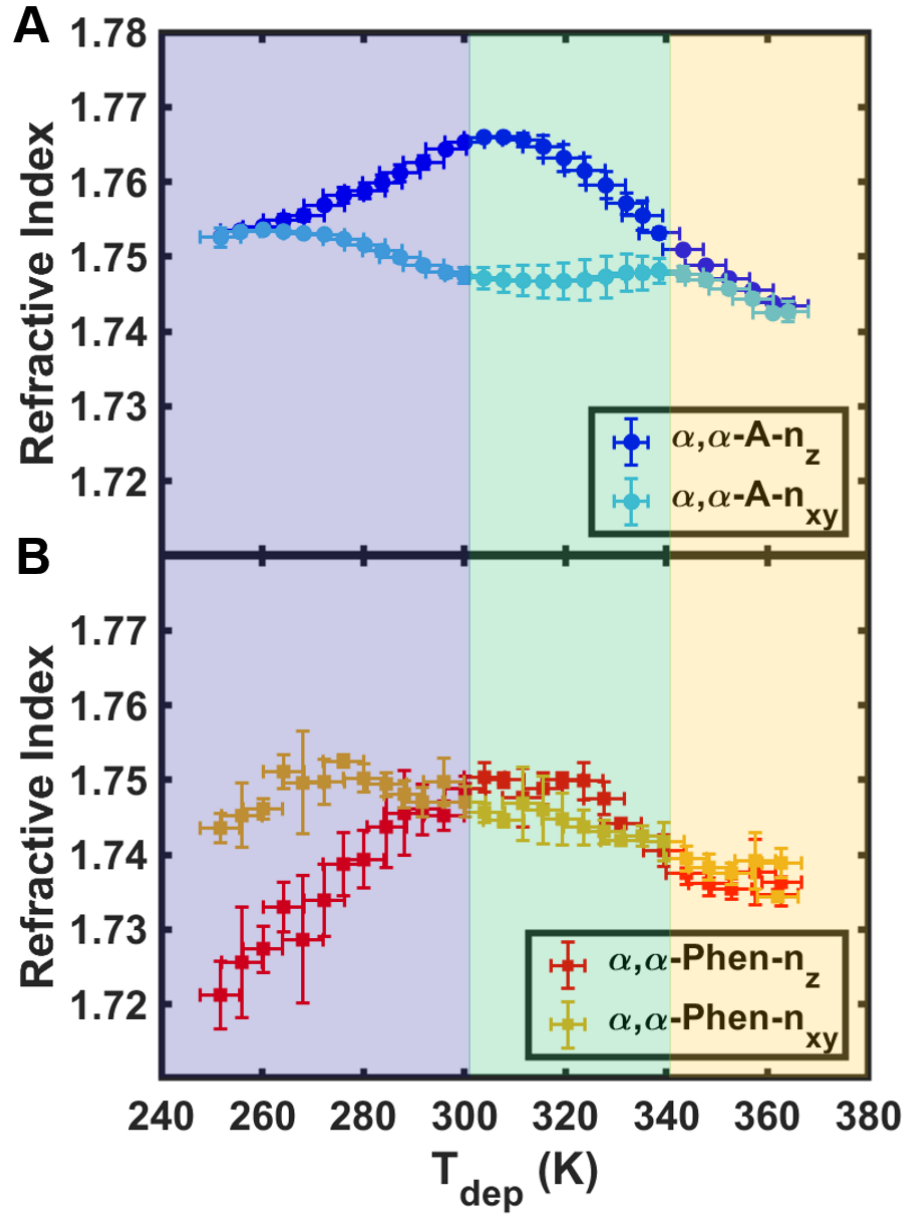 A
1.78
1.77
1.76
1.75
1.74
1.73
1.72
Refractive Index
α,α-A-nz
α,α-A-nxy
B
1.77
1.76
1.75
1.74
1.73
1.72
Refractive Index
α,α-Phen-nz
α,α-Phen-nxy
240 260 280 300 320 340 360 380
Tdep (K)